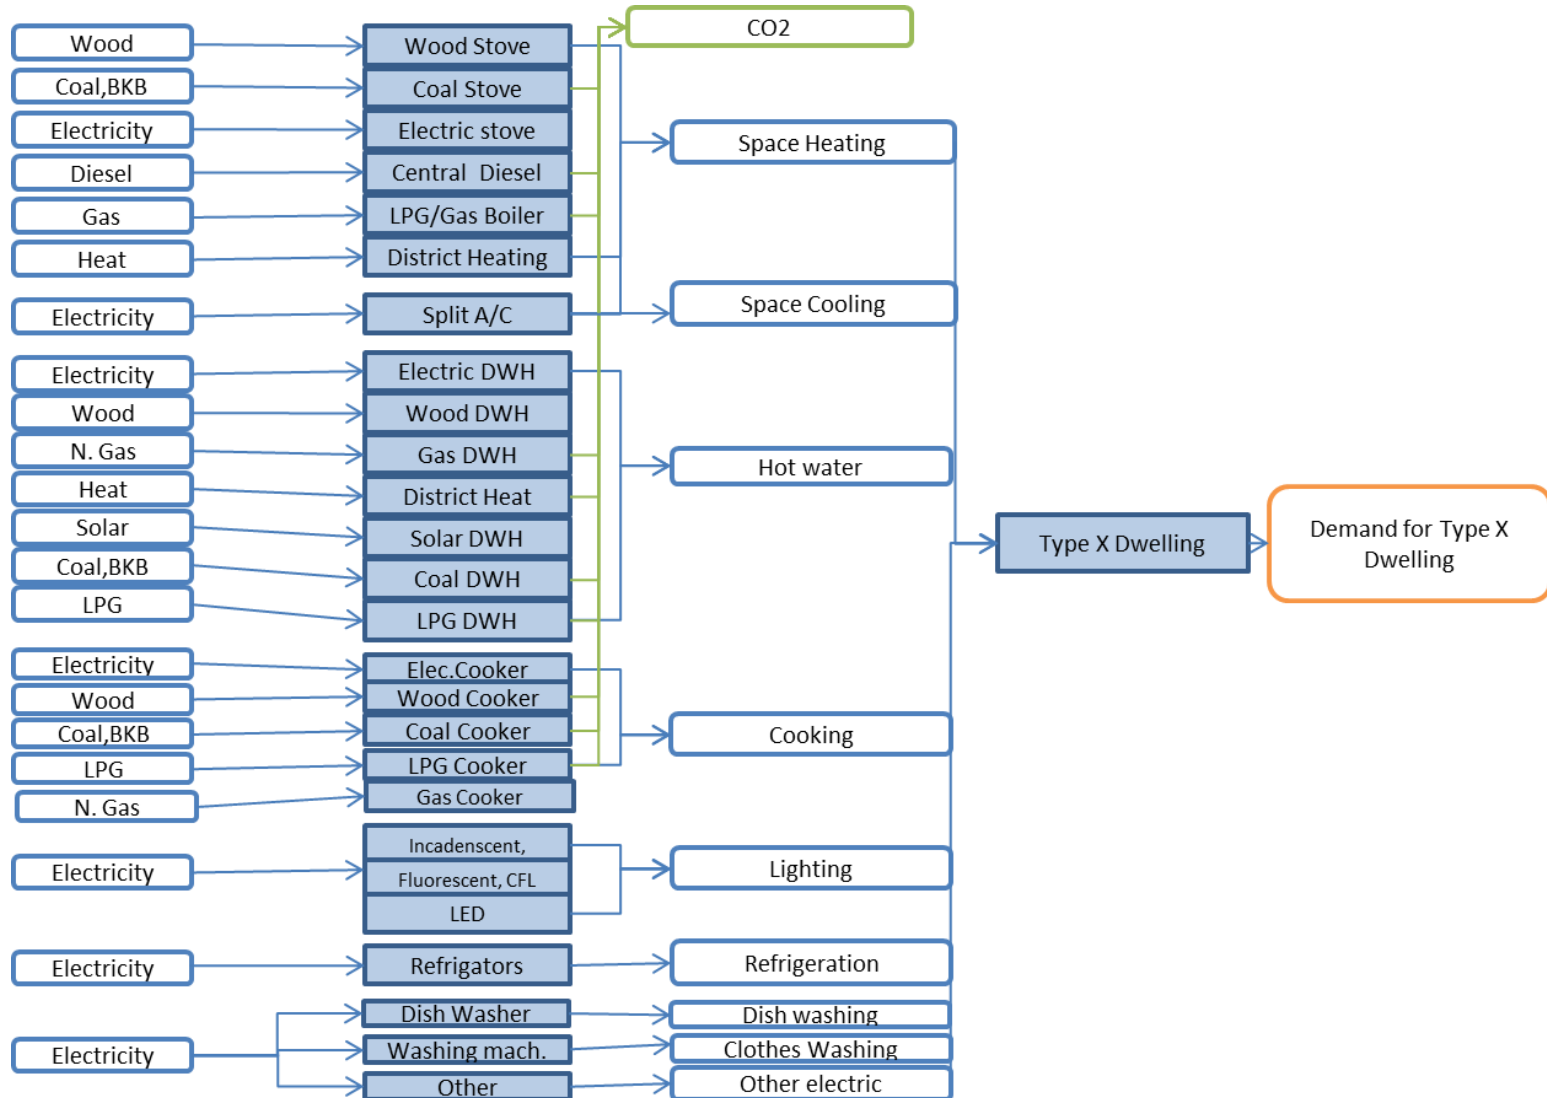 CO2
Wood
Wood Stove
Coal,BKB
Coal Stove
Electricity
Electric stove
Space Heating
Diesel
Central Diesel
Gas
LPG/Gas Boiler
Heat
District Heating
Electricity
Split A/C
Space Cooling
Electricity
Electric DWH
Wood
Wood DWH
N. Gas
Gas DWH
Hot water
Heat
District Heat
Solar
Solar DWH
Coal,BKB
Coal DWH
LPG
LPG DWH
Type X Dwelling
Demand for Type X
Dwelling
Electricity
Elec.Cooker
Wood
Wood Cooker
Coal,BKB
Coal Cooker
Cooking
LPG
LPG Cooker
N. Gas
Gas Cooker
Electricity
Incadenscent,
Fluorescent, CFL
LED
Lighting
Electricity
Refrigators
Refrigeration
Electricity
Dish Washer
Dish washing
Washing mach.
Clothes Washing
Other
Other electric